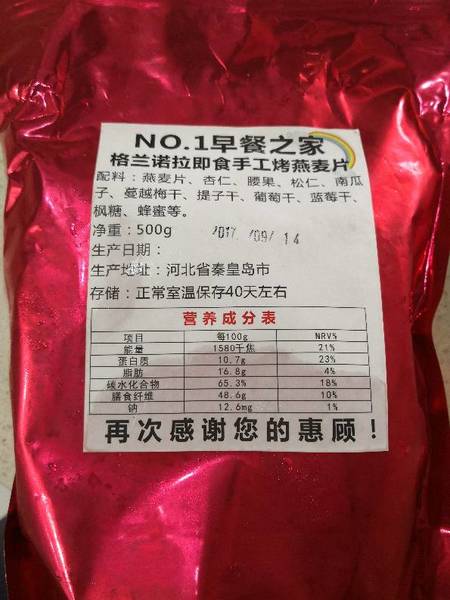 NO.1早餐之家
格兰诺拉即食手工烤燕麦片
配料：燕麦片、杏仁、腰果、松仁、南瓜
子、蔓越梅干、提子干、葡萄干、蓝莓干、
枫糖、蜂蜜等。
净重：500g
/017 /09/ 14
生产日期：
生产地址：河北省秦皇岛市
存储：正常室温保存40天左右
营养成分表
项目 每100g NRV%
能量 1580千焦 21%
蛋白质 10.7g 23%
脂肪 16.8g 4%
碳水化合物 65.3% 18%
膳食纤维 48.6g 10%
钠 12.6mg 1%
再次感谢您的惠顾！